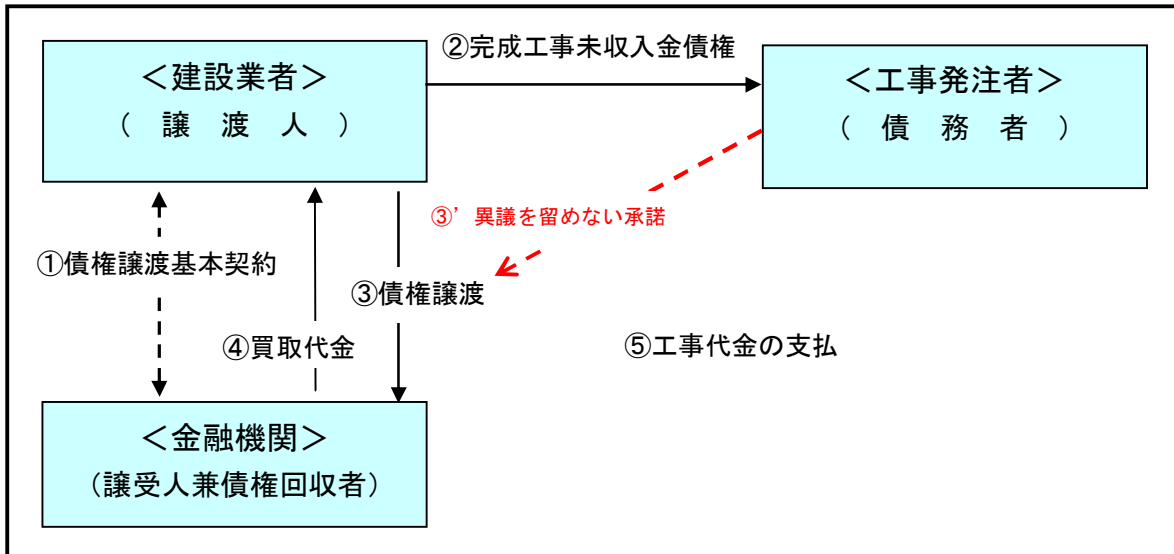 ②完成工事未収入金債権
＜建設業者＞
（　譲　渡　人　）
＜工事発注者＞
（　債　務　者　）
③’異議を留めない承諾
①債権譲渡基本契約
③債権譲渡
④買取代金
⑤工事代金の支払
＜金融機関＞
（譲受人兼債権回収者）